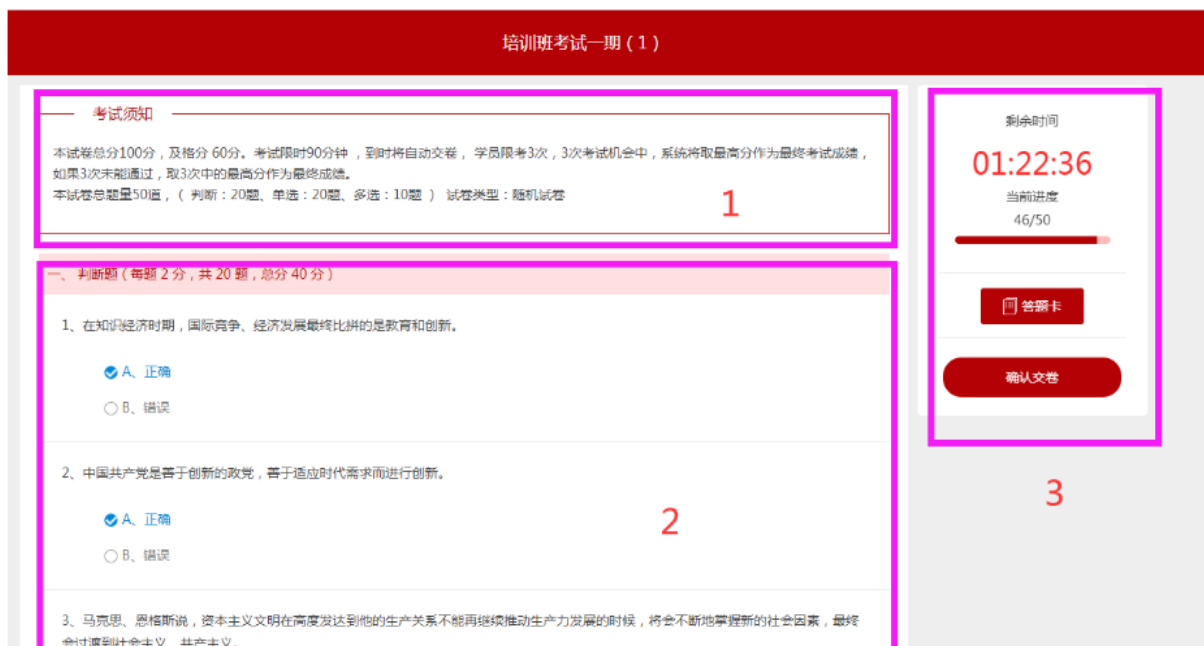 培训班考试一期（1）
考试须知
本试卷总分100分，及格分 60分。考试限时90分钟 ，到时将自动交卷， 学员限考3次，3次考试机会中，系统将取最高分作为最终考试成绩，
如果3次未能通过，取3次中的最高分作为最终成绩。
本试卷总题量50道，（ 判断：20题、单选：20题、多选：10题 ） 试卷类型：随机试卷
1
一、 判断题（每题 2 分，共 20 题，总分 40 分）
1、在知识经济时期，国际竞争、经济发展最终比拼的是教育和创新。
A、正确
B、错误
2、中国共产党是善于创新的政党，善于适应时代需求而进行创新。
A、正确
B、错误
2
3、马克思、恩格斯说，资本主义文明在高度发达到他的生产关系不能再继续推动生产力发展的时候，将会不断地掌握新的社会因素，最终
会过渡到社会主义、共产主义。
剩余时间
01:22:36
当前进度
46/50
答题卡
确认交卷
3